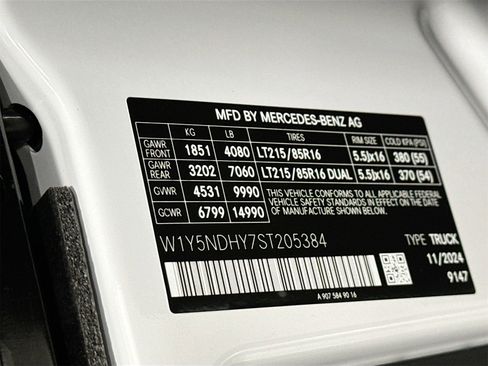 MFD BY MERCEDES-BENZ AG
KG LB TIRES RIM SIZE COLD KPA (PSI)
GAWR FRONT 1851 4080 LT215/85R16 5.5Jx16 380 (55)
GAWR REAR 3202 7060 LT215/85R16 DUAL 5.5Jx16 370 (54)
GVWR 4531 9990 THIS VEHICLE CONFORMS TO ALL APPLICABLE FEDERAL
VEHICLE SAFETY STANDARDS IN EFFECT ON THE DATE
GCWR 6799 14990 OF MANUFACTURE SHOWN ABOVE.
W1Y5NDHY7ST205384 TYPE TRUCK
11/2024
9147
A 907 584 90 16